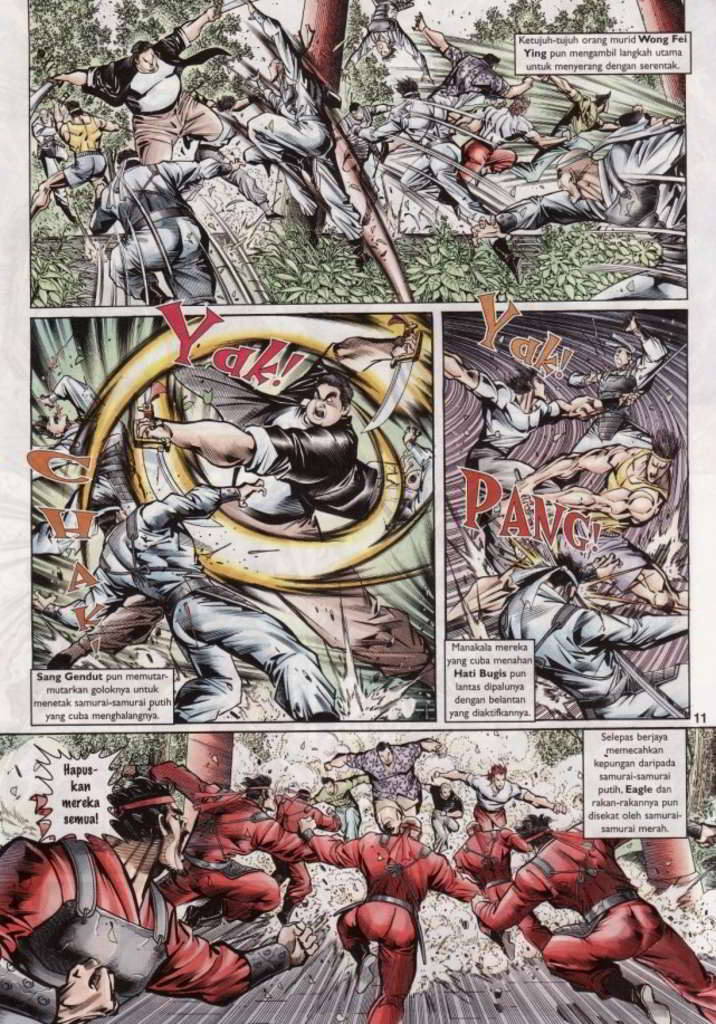 Ketujuh-tujuh orang murid Wong Fei
Ying pun mengambil langkah utama
untuk menyerang dengan serentak.
Yak!
CHAK
Sang Gendut pun memutar-
mutarkan goloknya untuk
menetak samurai-samurai putih
yang cuba menghalangnya.
Yak!
PANG!
Manakala mereka
yang cuba menahan
Hati Bugis pun
lantas dipalunya
dengan belantan
yang diaktifkannya.
11
Hapus-
kan
mereka
semua!
Selepas berjaya
memecahkan
kepungan daripada
samurai-samurai
putih, Eagle dan
rakan-rakannya pun
disekat oleh samurai-
samurai merah.